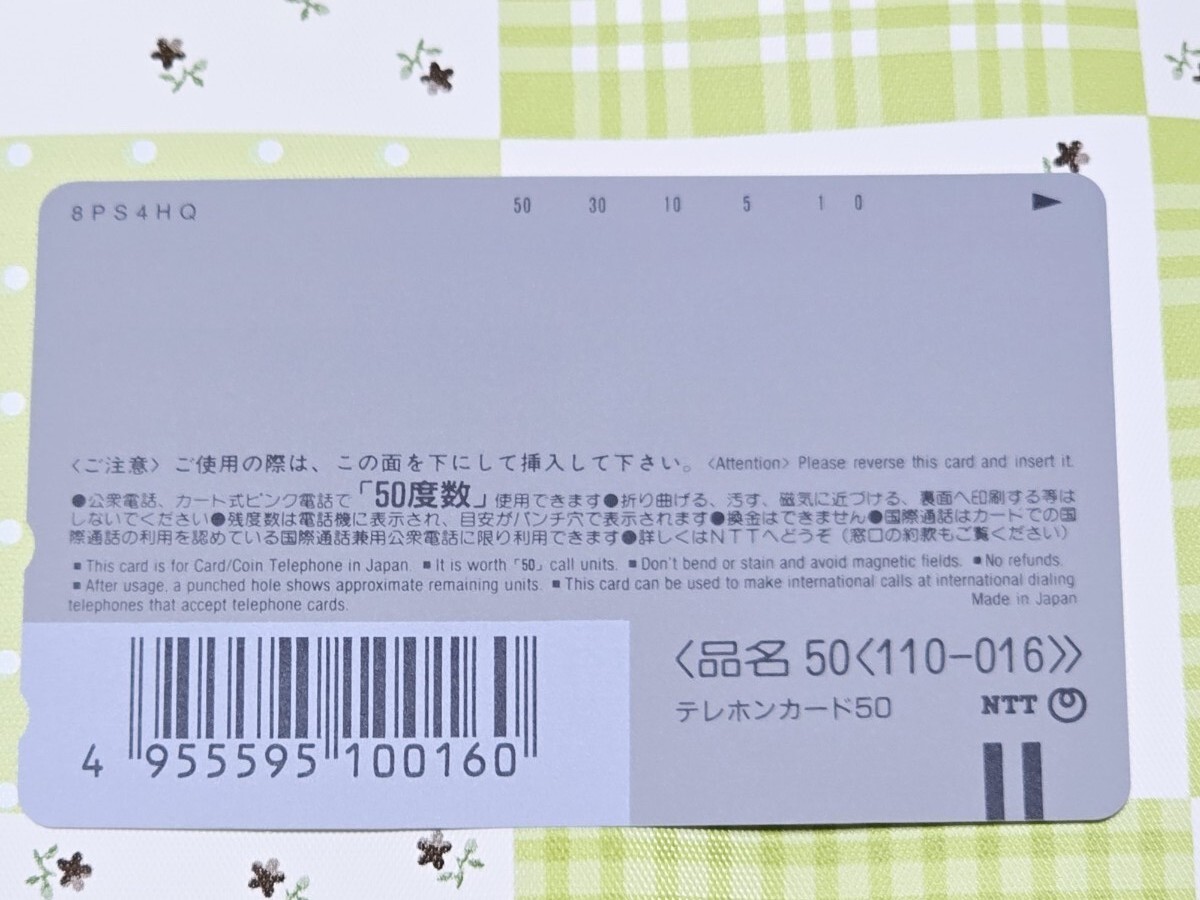 8PS4HQ 50 30 10 5 1 0 ▶
〈ご注意〉ご使用の際は、この面を下にして挿入して下さい。〈Attention〉Please reverse this card and insert it.
●公衆電話、カード式ピンク電話で「50度数」使用できます●折り曲げる、汚す、磁気に近づける、裏面へ印刷する等は
しないでください●残度数は電話機に表示され、目安がパンチ穴で表示されます●換金はできません●国際通話はカードでの国
際通話の利用を認めている国際通話兼用公衆電話に限り利用できます●詳しくはNTTへどうぞ(窓口の約款もご覧ください)
■This card is for Card/Coin Telephone in Japan. ■It is worth「50」call units. ■Don't bend or stain and avoid magnetic fields. ■No refunds.
■After usage, a punched hole shows approximate remaining units. ■This card can be used to make international calls at international dialing
telephones that accept telephone cards. Made in Japan
〈品名 50〈110-016〉〉
テレホンカード50 NTT
4 955595 100160